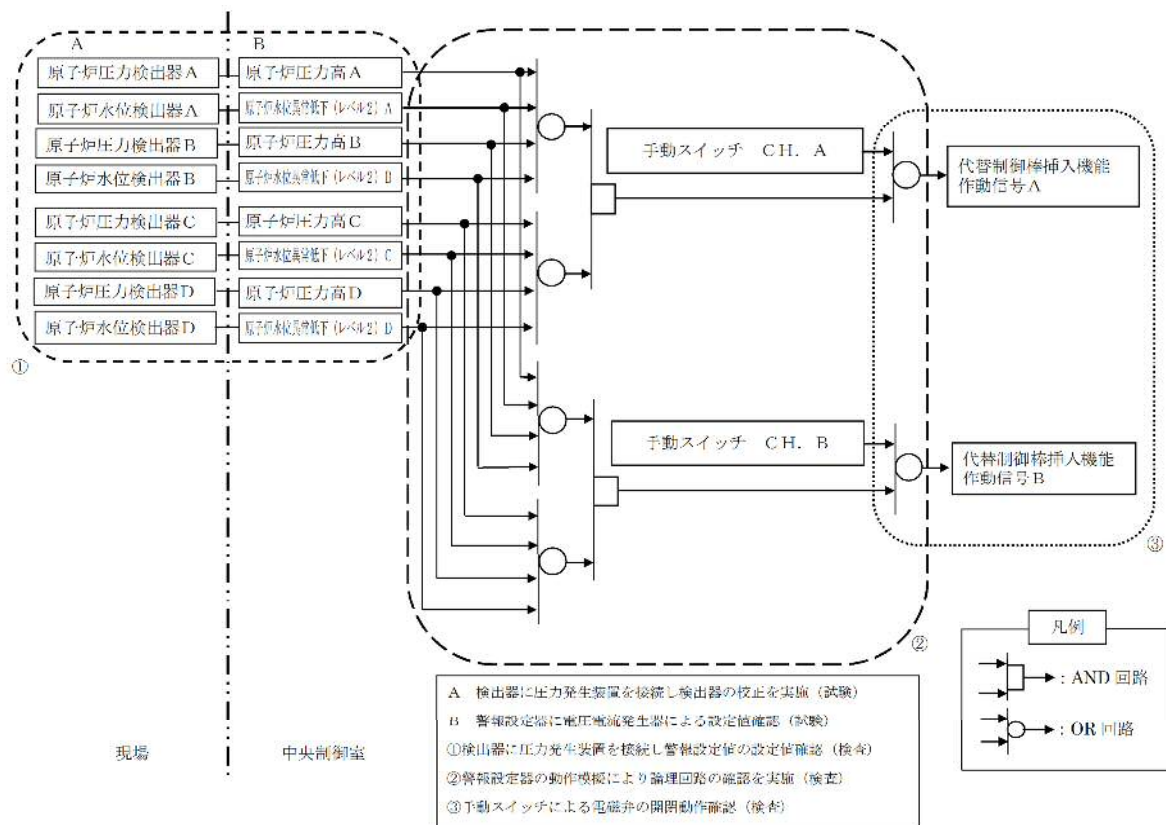 A
B
原子炉圧力検出器A
原子炉圧力高A
原子炉水位検出器A
原子炉水位異常低下(レベル2)A
原子炉圧力検出器B
原子炉圧力高B
原子炉水位検出器B
原子炉水位異常低下(レベル2)B
原子炉圧力検出器C
原子炉圧力高C
原子炉水位検出器C
原子炉水位異常低下(レベル2)C
原子炉圧力検出器D
原子炉圧力高D
原子炉水位検出器D
原子炉水位異常低下(レベル2)D
①
手動スイッチ CH. A
代替制御棒挿入機能
作動信号A
手動スイッチ CH. B
代替制御棒挿入機能
作動信号B
③
②
現場
中央制御室
A 検出器に圧力発生装置を接続し検出器の校正を実施(試験)
B 警報設定器に電圧電流発生器による設定値確認(試験)
①検出器に圧力発生装置を接続し警報設定値の設定値確認(検査)
②警報設定器の動作模擬により論理回路の確認を実施(検査)
③手動スイッチによる電磁弁の開閉動作確認(検査)
凡例
:AND 回路
:OR 回路